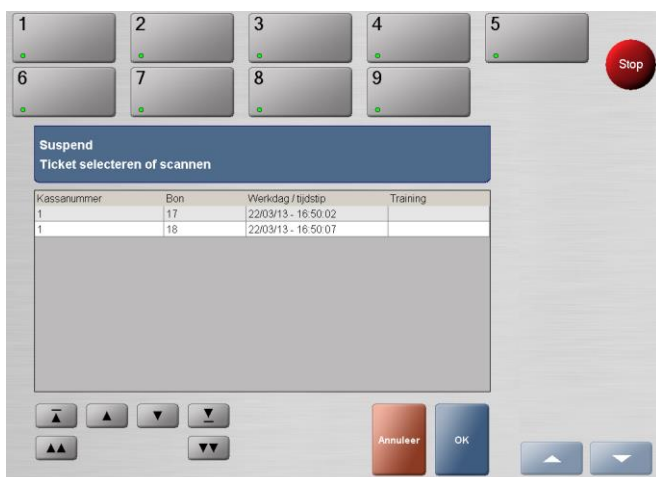 1 2 3 4 5
Stop
6 7 8 9
Suspend
Ticket selecteren of scannen
Kassanummer Bon Werkdag / tijdstip Training
1 17 22/03/13 - 16:50:02
1 18 22/03/13 - 16:50:07
Annuleer OK